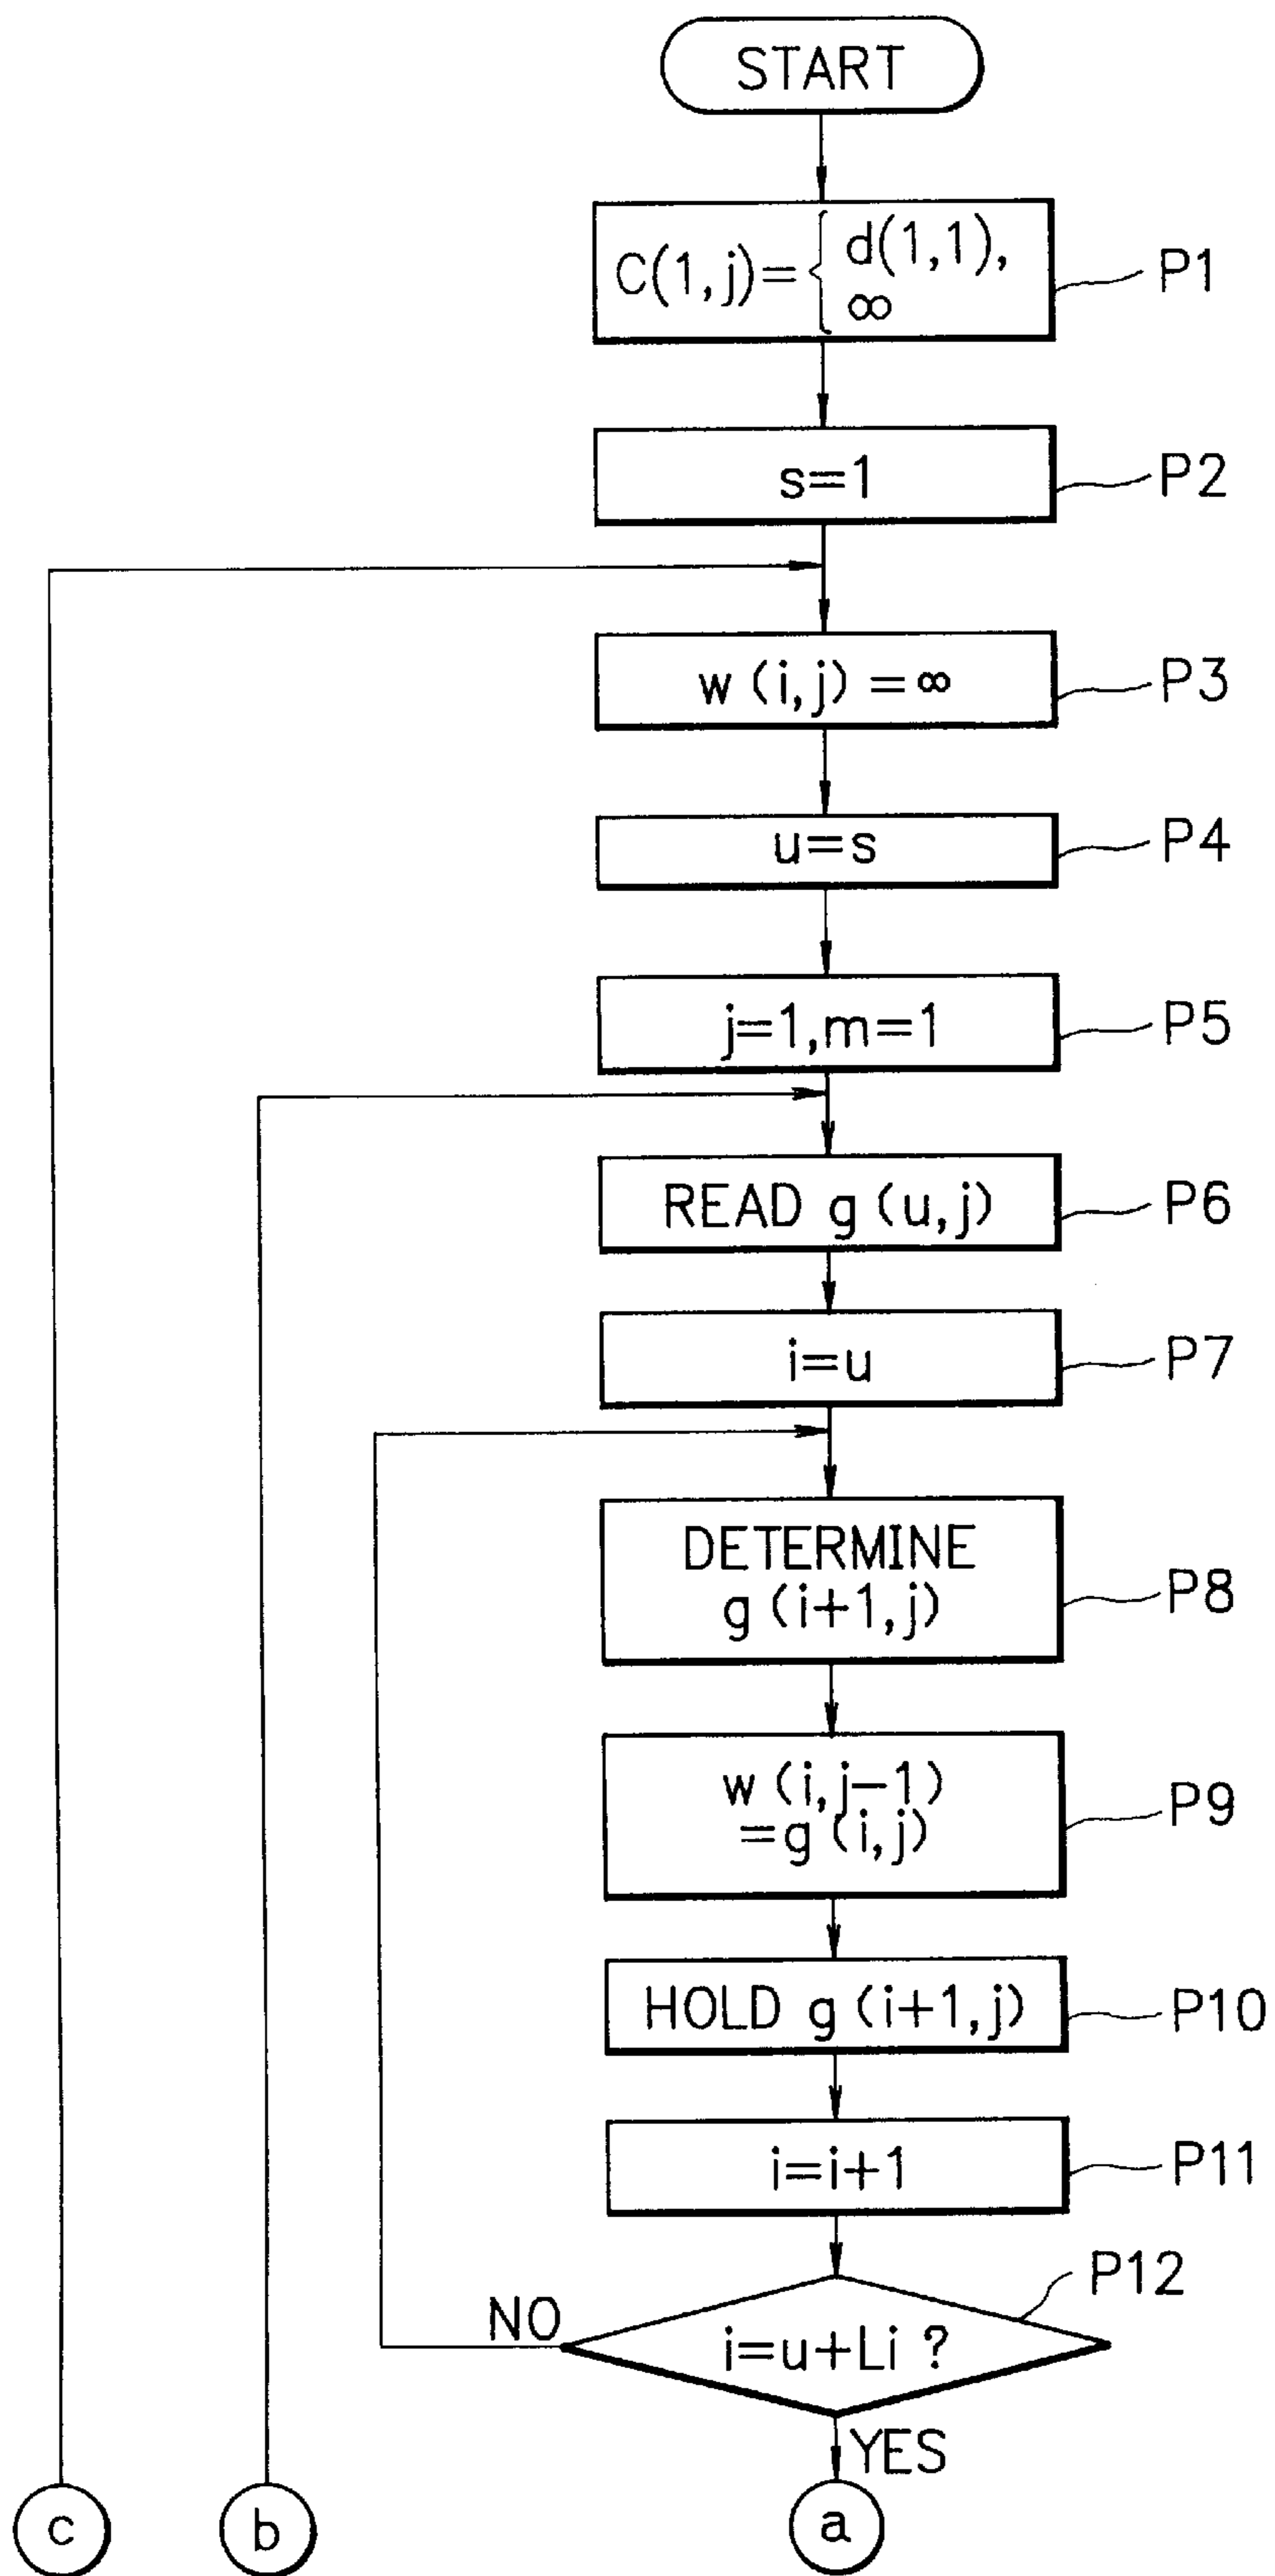 START
C(1,j)={ d(1,1),
∞
P1
s=1
P2
w (i,j) = ∞
P3
u=s
P4
j=1,m=1
P5
READ g (u,j)
P6
i=u
P7
DETERMINE
g (i+1,j)
P8
w (i,j-1)
=g (i,j)
P9
HOLD g (i+1,j)
P10
i=i+1
P11
P12
NO
i=u+Li ?
YES
c
b
a